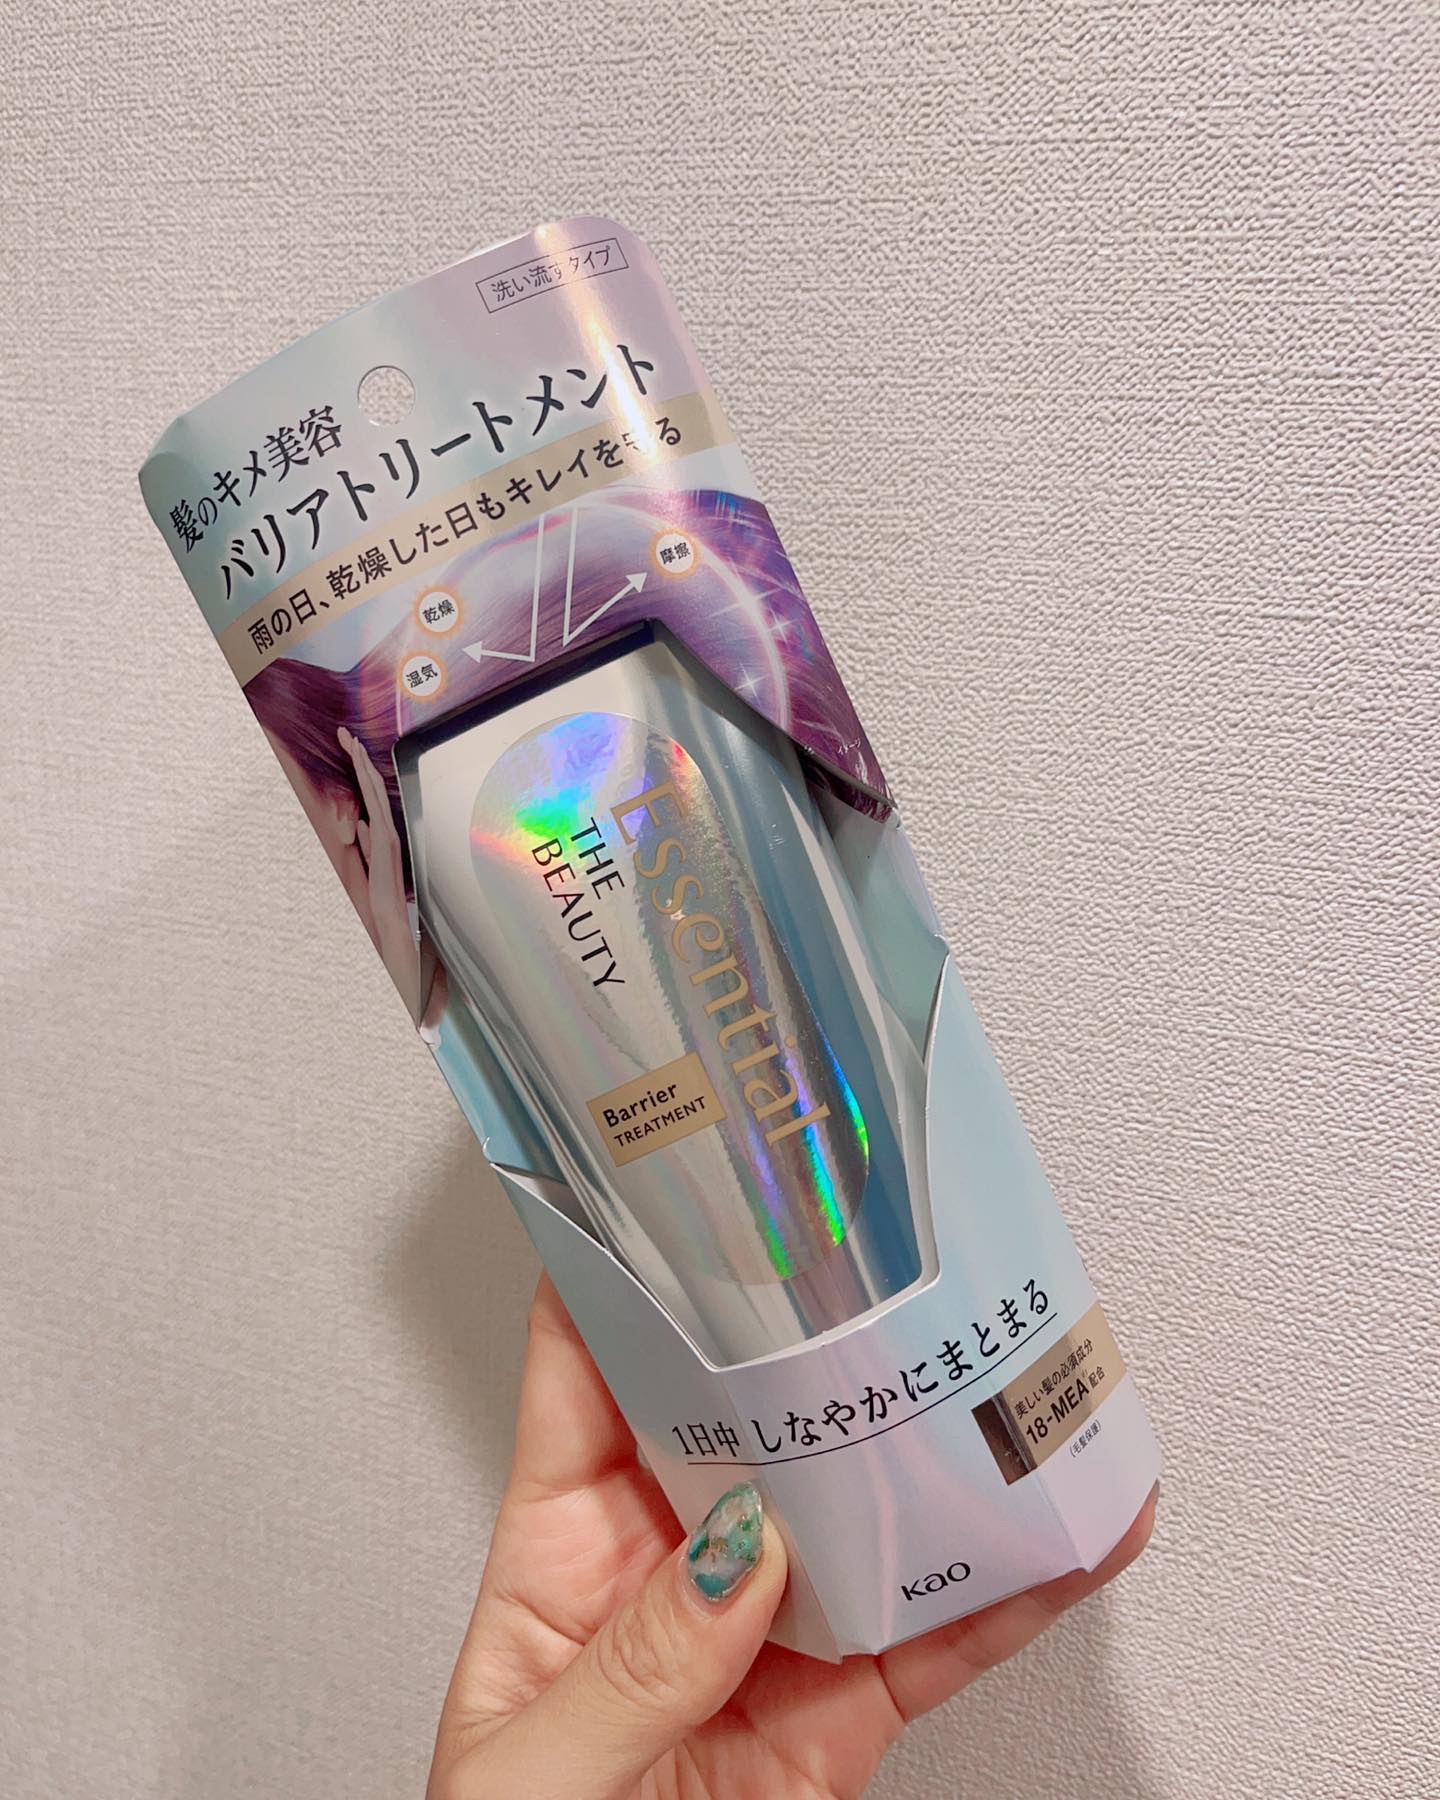 洗い流すタイプ
髪のキメ美容
バリアトリートメント
雨の日、乾燥した日もキレイを守る
摩擦
乾燥
湿気
イメージ
Essential
THE
BEAUTY
Barrier
TREATMENT
1日中 しなやかにまとまる
美しい髪の必須成分
18-MEA配合
(毛髪保護)
Kao